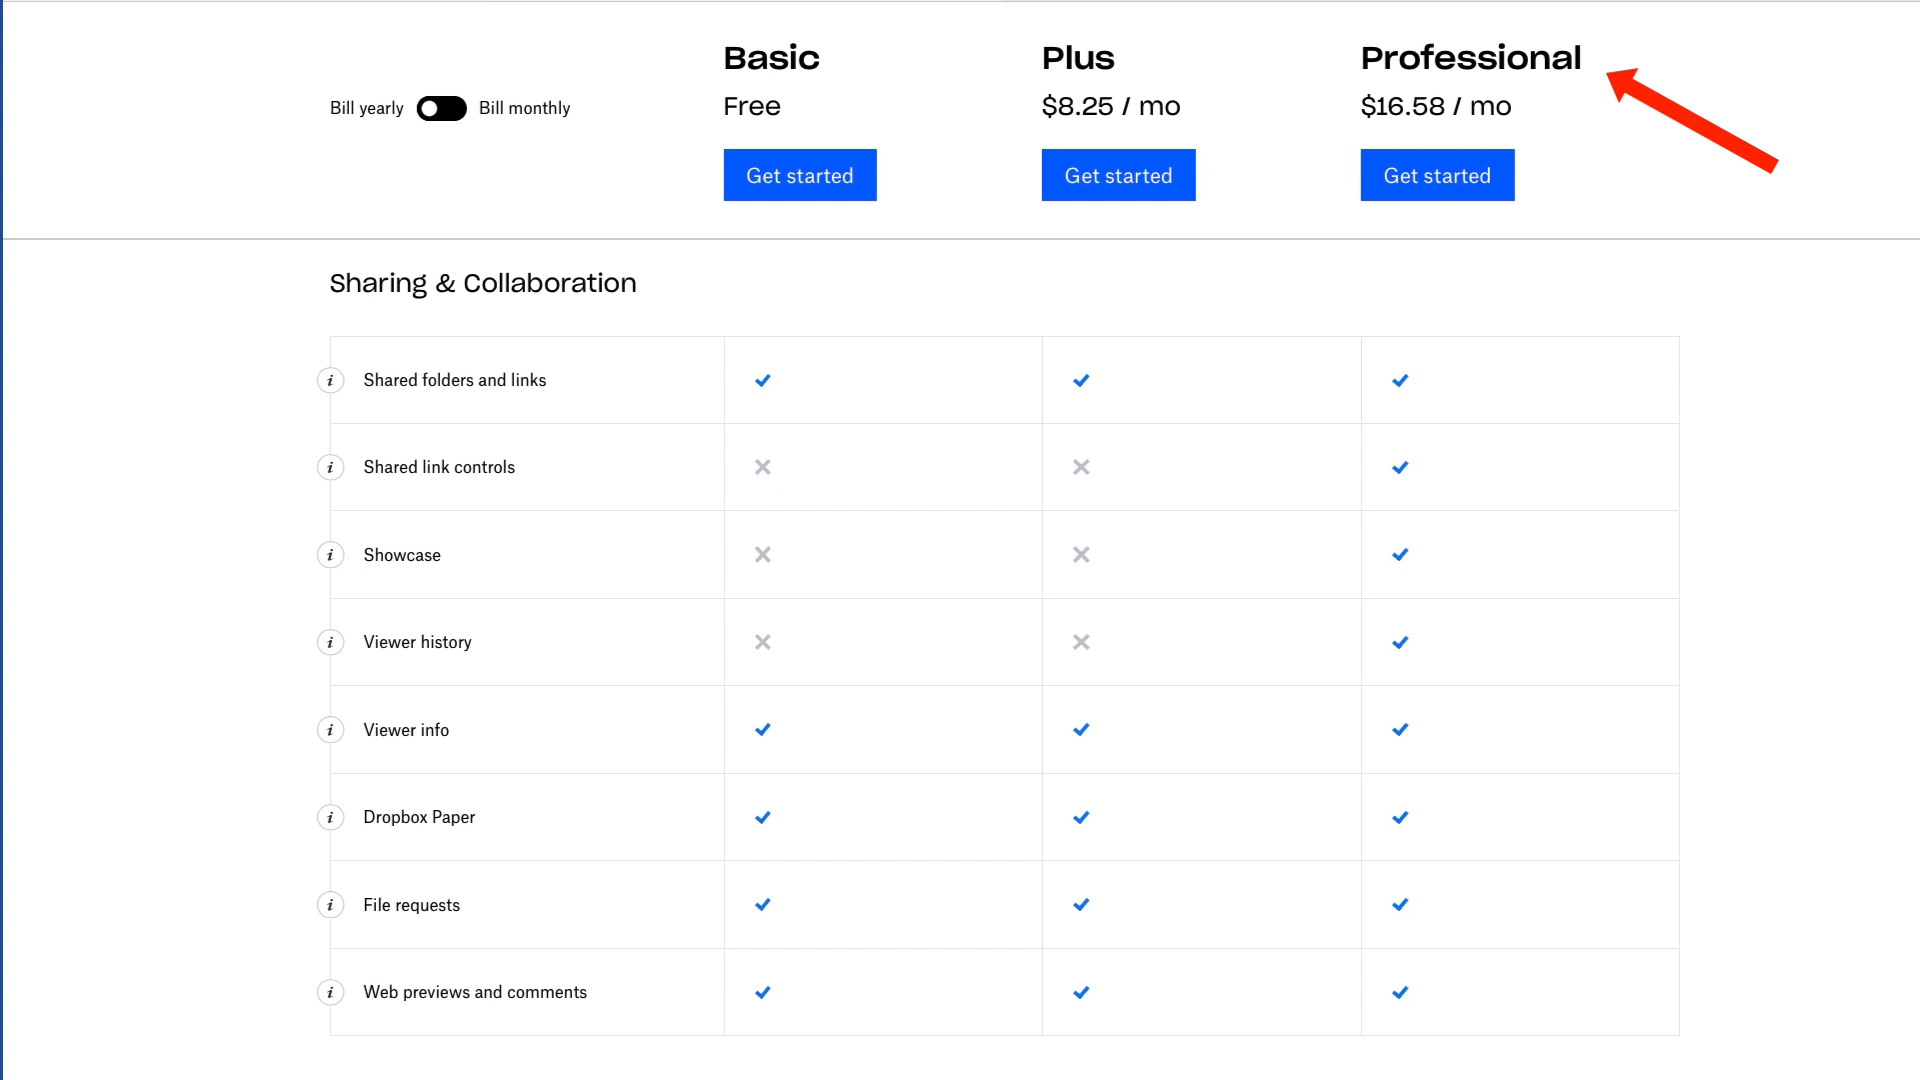 Basic Plus Professional
Bill yearly Bill monthly Free $8.25 / mo $16.58 / mo
Get started Get started Get started
Sharing & Collaboration
i Shared folders and links
i Shared link controls
i Showcase
i Viewer history
i Viewer info
i Dropbox Paper
i File requests
i Web previews and comments